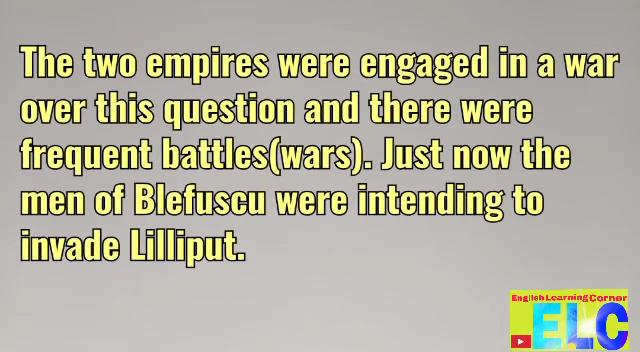 The two empires were engaged in a war
over this question and there were
frequent battles(wars). Just now the
men of Blefuscu were intending to
invade Lilliput.
English Learning Corner
ELC